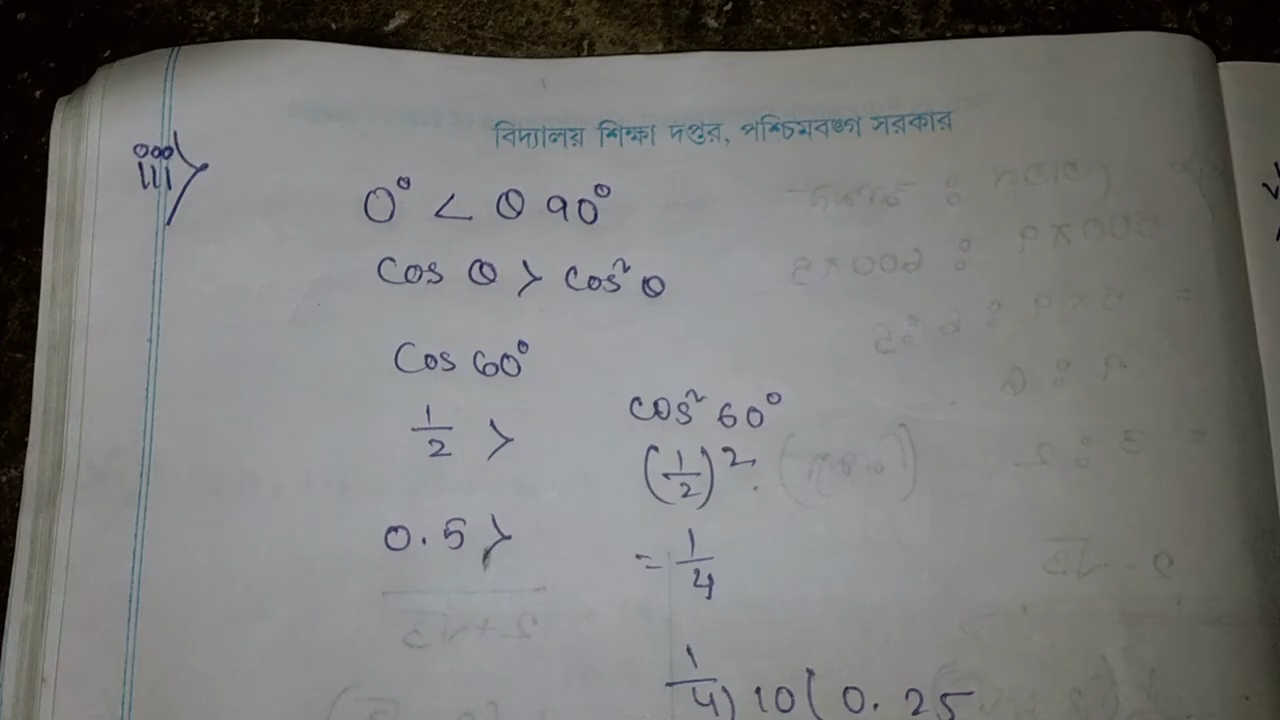 বিদ্যালয় শিক্ষা দপ্তর, পশ্চিমবঙ্গ সরকার
iii>
0° < θ 90°
cos θ > cos² θ
cos 60°
cos² 60°
1/2 >
(1/2)²
0.5 >
= 1/4
1/4) 10 ( 0.25